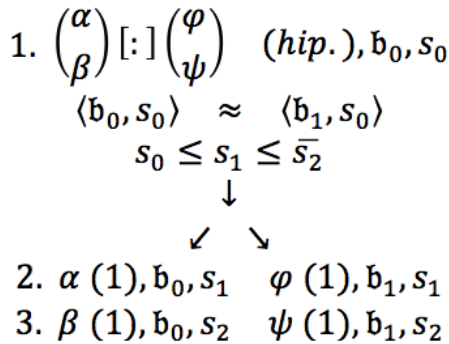 1. (α β) [:] (φ ψ) (hip.), 𝔟₀, s₀
⟨𝔟₀, s₀⟩ ≈ ⟨𝔟₁, s₀⟩
s₀ ≤ s₁ ≤ s̅₂
↓
↙ ↘
2. α (1), 𝔟₀, s₁ φ (1), 𝔟₁, s₁
3. β (1), 𝔟₀, s₂ ψ (1), 𝔟₁, s₂